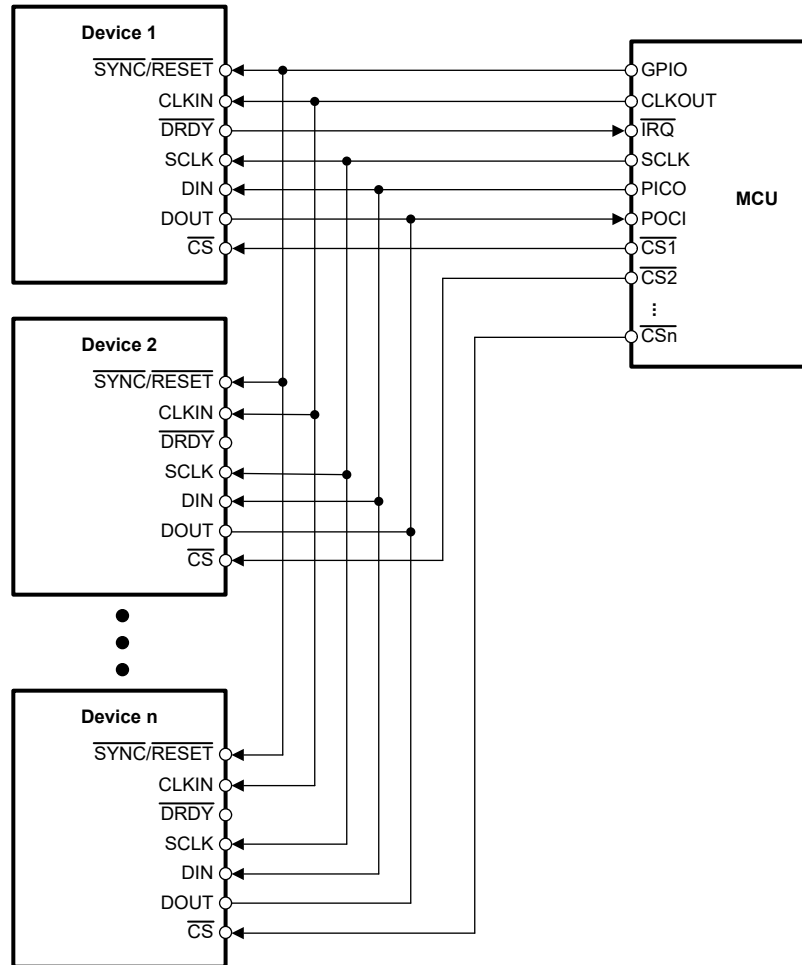 Device 1
SYNC/RESET
CLKIN
DRDY
SCLK
DIN
DOUT
CS
Device 2
SYNC/RESET
CLKIN
DRDY
SCLK
DIN
DOUT
CS
Device n
SYNC/RESET
CLKIN
DRDY
SCLK
DIN
DOUT
CS
GPIO
CLKOUT
IRQ
SCLK
PICO
POCI
CS1
CS2
...
CSn
MCU